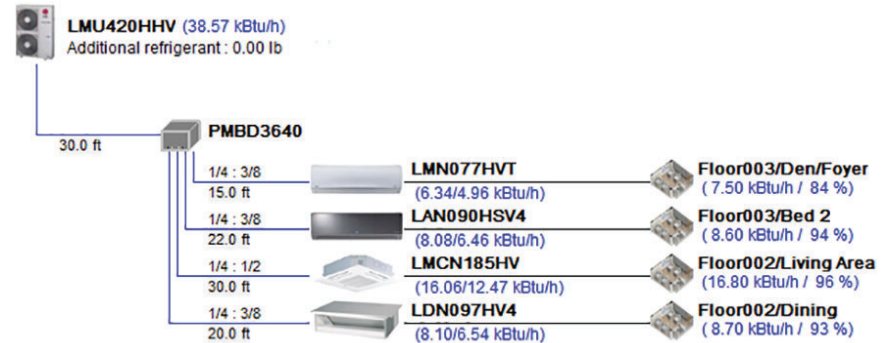 LMU420HHV (38.57 kBtu/h)
Additional refrigerant : 0.00 lb
30.0 ft
PMBD3640
1/4 : 3/8
15.0 ft
LMN077HVT
(6.34/4.96 kBtu/h)
Floor003/Den/Foyer
( 7.50 kBtu/h / 84 %)
1/4 : 3/8
22.0 ft
LAN090HSV4
(8.08/6.46 kBtu/h)
Floor003/Bed 2
( 8.60 kBtu/h / 94 %)
1/4 : 1/2
30.0 ft
LMCN185HV
(16.06/12.47 kBtu/h)
Floor002/Living Area
(16.80 kBtu/h / 96 %)
1/4 : 3/8
20.0 ft
LDN097HV4
(8.10/6.54 kBtu/h)
Floor002/Dining
( 8.70 kBtu/h / 93 %)